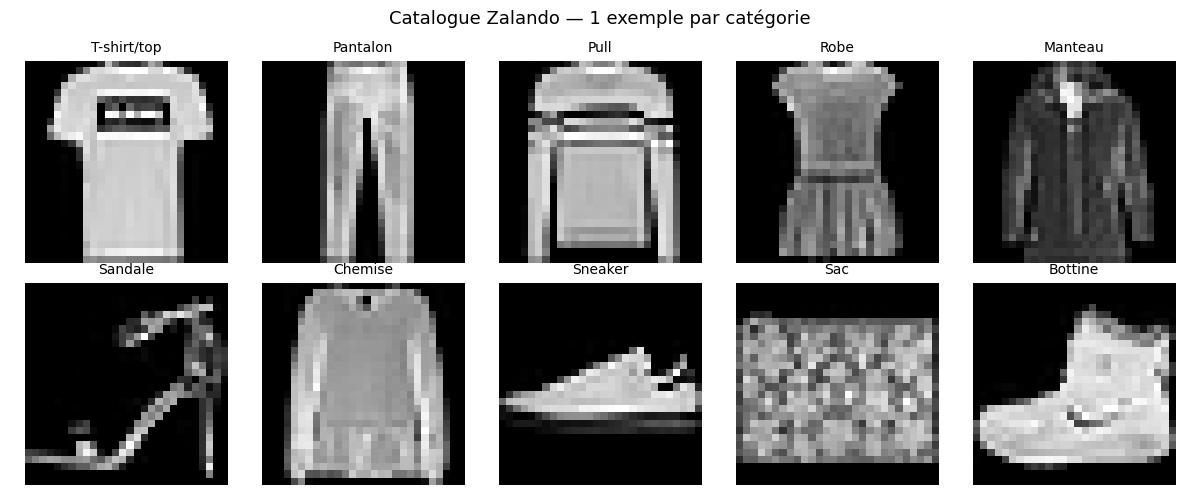 Catalogue Zalando — 1 exemple par catégorie
T-shirt/top
Pantalon
Pull
Robe
Manteau
Sandale
Chemise
Sneaker
Sac
Bottine